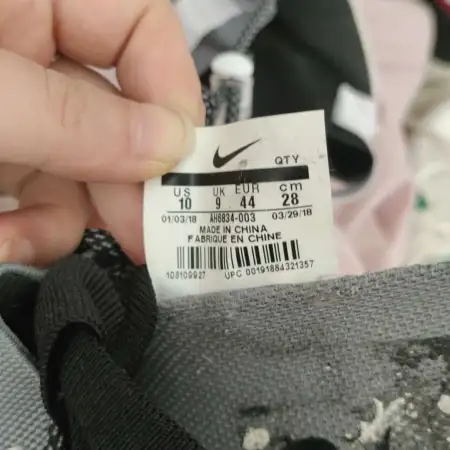 QTY
US UK EUR cm
10 9 44 28
01/03/18 AH6834-003 03/29/18
MADE IN CHINA
FABRIQUE EN CHINE
108109927 UPC 00191884321357